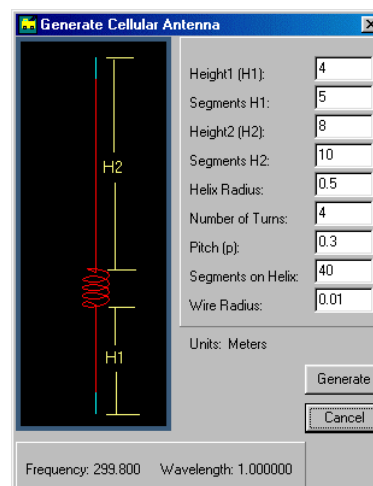 Generate Cellular Antenna
H2
H1
Height1 (H1): 4
Segments H1: 5
Height2 (H2): 8
Segments H2: 10
Helix Radius: 0.5
Number of Turns: 4
Pitch (p): 0.3
Segments on Helix: 40
Wire Radius: 0.01
Units: Meters
Generate
Cancel
Frequency: 299.800 Wavelength: 1.000000